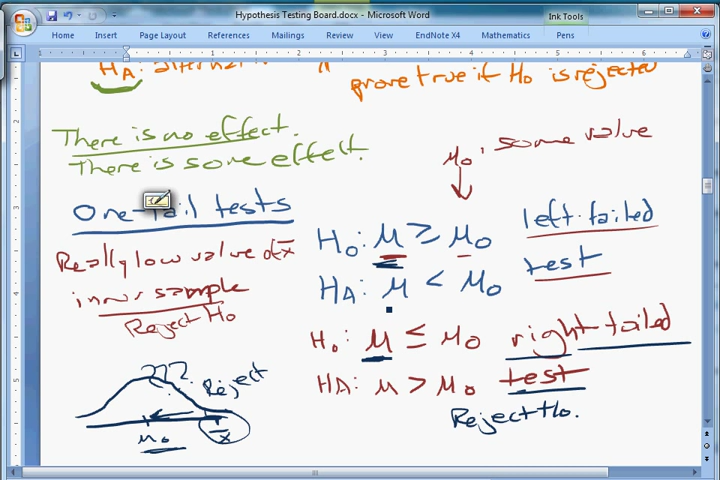 Hypothesis Testing Board.docx - Microsoft Word
Ink Tools
Home Insert Page Layout References Mailings Review View EndNote X4 Mathematics Pens
HA: alternat
prove true if Ho is rejected
There is no effect.
There is some effect.
μ0: some value
One-tail tests
H0: μ ≥ μ0 left-tailed
HA: μ < μ0 test
Really low value of x̄
in our sample
Reject H0
H0: μ ≤ μ0 right-tailed
HA: μ > μ0 test
Reject H0.
???
Reject
μ0 x̄